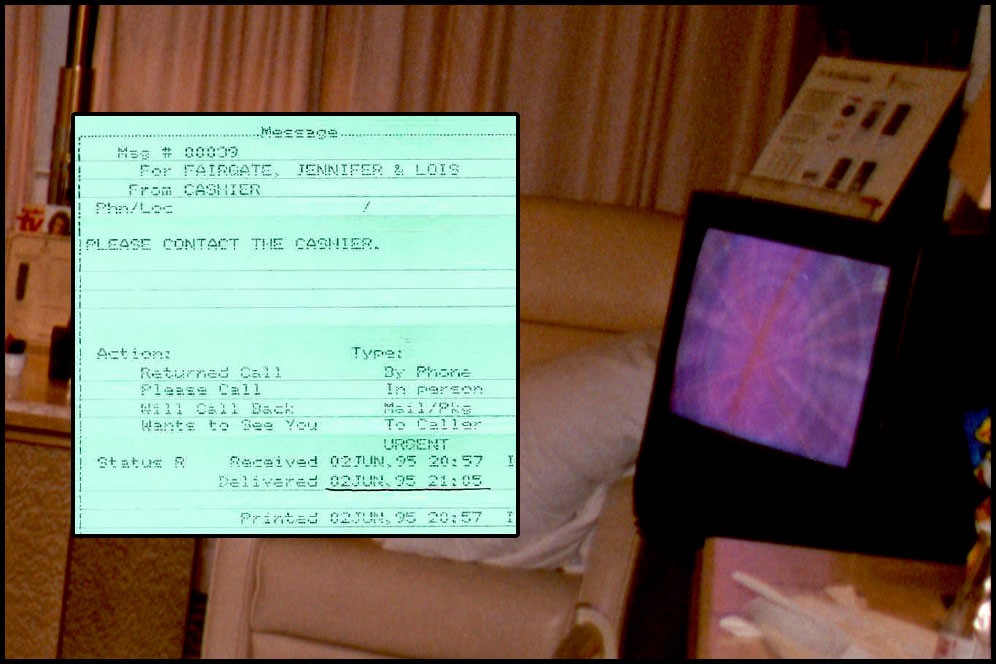 Message
Msg # 00039
For FAIRGATE, JENNIFER & LOIS
From CASHIER
Phn/Loc /
PLEASE CONTACT THE CASHIER.
Action: Type:
Returned Call By Phone
Please Call In person
Will Call Back Mail/Pkg
Wants to See You To Caller
URGENT
Status R Received 02JUN,95 20:57 I
Delivered 02JUN,95 21:05
Printed 02JUN,95 20:57 I
TV